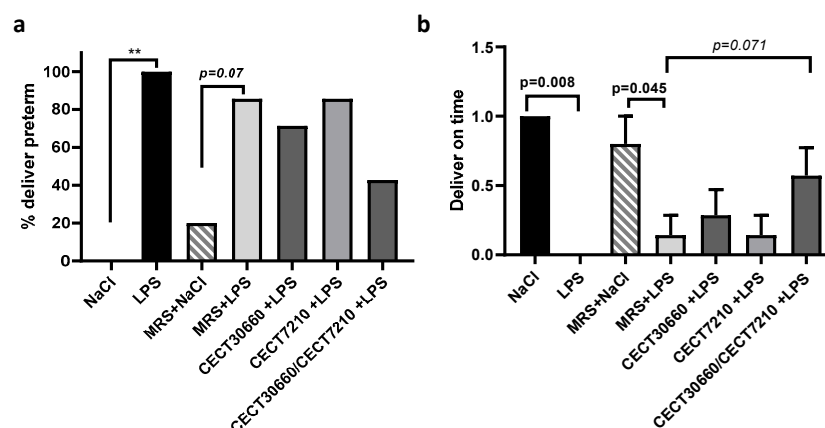 a
**
p=0.07
100
80
60
40
20
0
% deliver preterm
NaCl
LPS
MRS+NaCl
MRS+LPS
CECT30660 +LPS
CECT7210 +LPS
CECT30660/CECT7210 +LPS
b
p=0.071
p=0.008
p=0.045
1.5
1.0
0.5
0.0
Deliver on time
NaCl
LPS
MRS+NaCl
MRS+LPS
CECT30660 +LPS
CECT7210 +LPS
CECT30660/CECT7210 +LPS